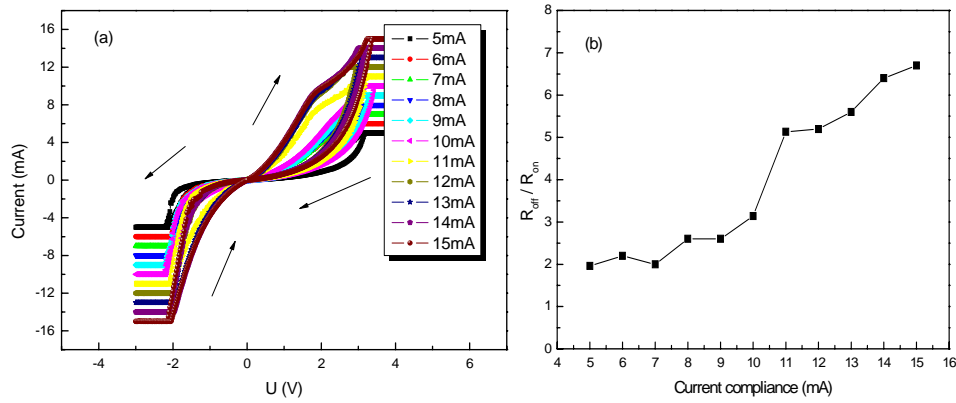 (a)
Current (mA)
16
12
8
4
0
-4
-8
-12
-16
-4
-2
0
2
4
6
U (V)
5mA
6mA
7mA
8mA
9mA
10mA
11mA
12mA
13mA
14mA
15mA
(b)
R_off / R_on
8
7
6
5
4
3
2
1
0
4
5
6
7
8
9
10
11
12
13
14
15
16
Current compliance (mA)